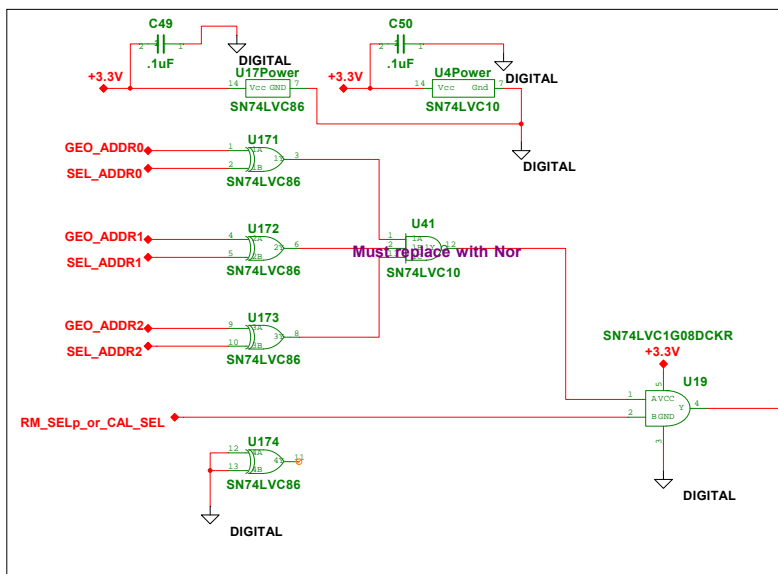 C49
C50
2 1
2 1
.1uF
DIGITAL
.1uF
DIGITAL
U17Power
U4Power
+3.3V
14 Vcc GND 7
+3.3V
14 Vcc Gnd 7
SN74LVC86
SN74LVC10
DIGITAL
U171
GEO_ADDR0
1 1A 1Y 3
SEL_ADDR0
2 1B
SN74LVC86
U172
U41
GEO_ADDR1
4 2A 2Y 6
1 1A 1Y 12
2
Must replace with Nor
SEL_ADDR1
5 2B
SN74LVC86
SN74LVC10
U173
GEO_ADDR2
9 3A 3Y 8
SEL_ADDR2
10 3B
SN74LVC86
SN74LVC1G08DCKR
+3.3V
U19
5
1 A VCC Y 4
2 B GND
3
RM_SELp_or_CAL_SEL
U174
12 4A 4Y 11
13 4B
SN74LVC86
DIGITAL
DIGITAL